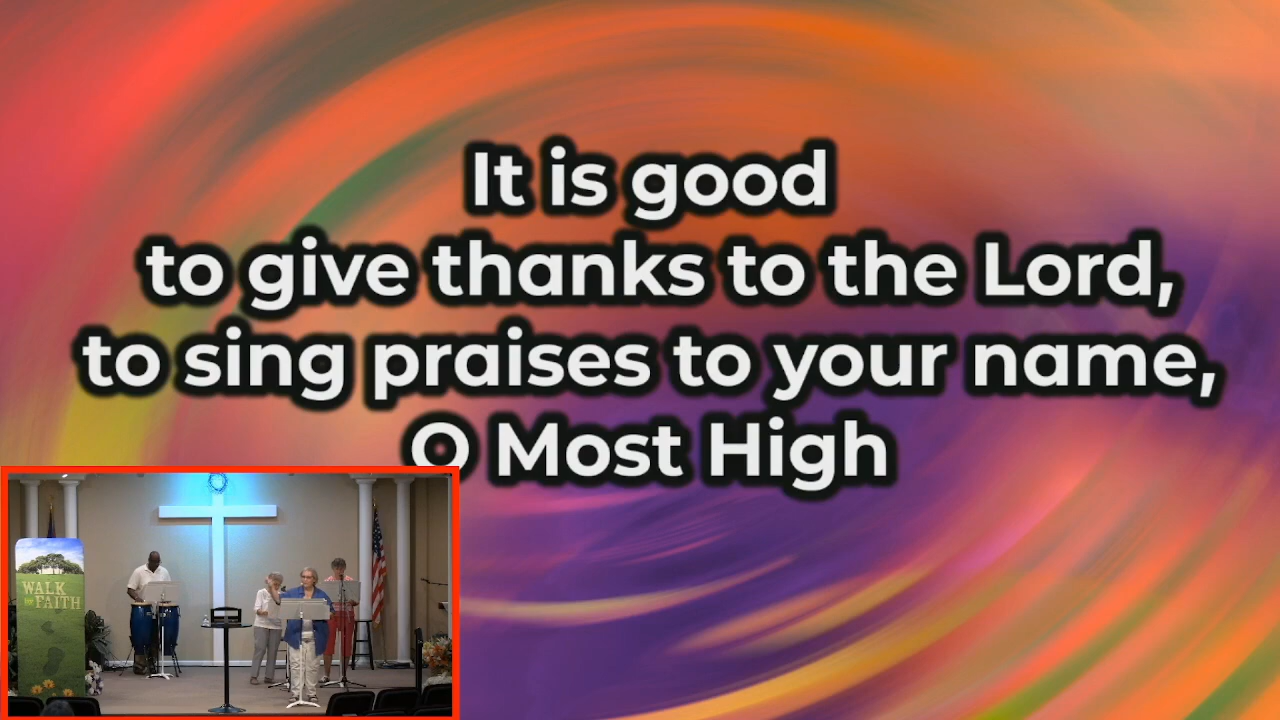 It is good
to give thanks to the Lord,
to sing praises to your name,
O Most High
WALK
BY FAITH